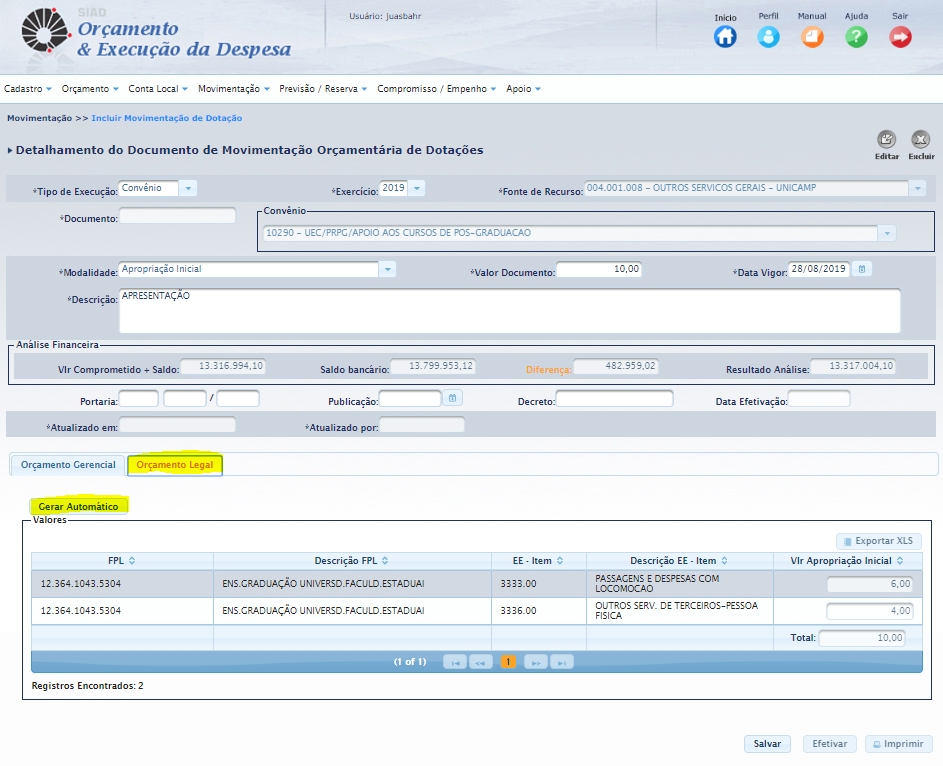 SIAD
Orçamento
& Execução da Despesa
Usuário: juasbahr
Início Perfil Manual Ajuda Sair
Cadastro Orçamento Conta Local Movimentação Previsão / Reserva Compromisso / Empenho Apoio
Movimentação >> Incluir Movimentação de Dotação
Detalhamento do Documento de Movimentação Orçamentária de Dotações
Editar Excluir
*Tipo de Execução: Convênio *Exercício: 2019 *Fonte de Recurso: 004.001.008 - OUTROS SERVICOS GERAIS - UNICAMP
*Documento:
Convênio
10290 - UEC/PRPG/APOIO AOS CURSOS DE POS-GRADUACAO
*Modalidade: Apropriação Inicial *Valor Documento: 10,00 *Data Vigor: 28/08/2019
*Descrição: APRESENTAÇÃO
Análise Financeira
Vlr Comprometido + Saldo: 13.316.994,10 Saldo bancário: 13.799.953,12 Diferença: 482.959,02 Resultado Análise: 13.317.004,10
Portaria: / Publicação: Decreto: Data Efetivação:
*Atualizado em: *Atualizado por:
Orçamento Gerencial Orçamento Legal
Gerar Automático
Valores
Exportar XLS
FPL Descrição FPL EE - Item Descrição EE - Item Vlr Apropriação Inicial
12.364.1043.5304 ENS.GRADUAÇÃO UNIVERSD.FACULD.ESTADUAI 3333.00 PASSAGENS E DESPESAS COM
LOCOMOCAO 6,00
12.364.1043.5304 ENS.GRADUAÇÃO UNIVERSD.FACULD.ESTADUAI 3336.00 OUTROS SERV. DE TERCEIROS-PESSOA
FISICA 4,00
Total: 10,00
(1 of 1) 1
Registros Encontrados: 2
Salvar Efetivar Imprimir